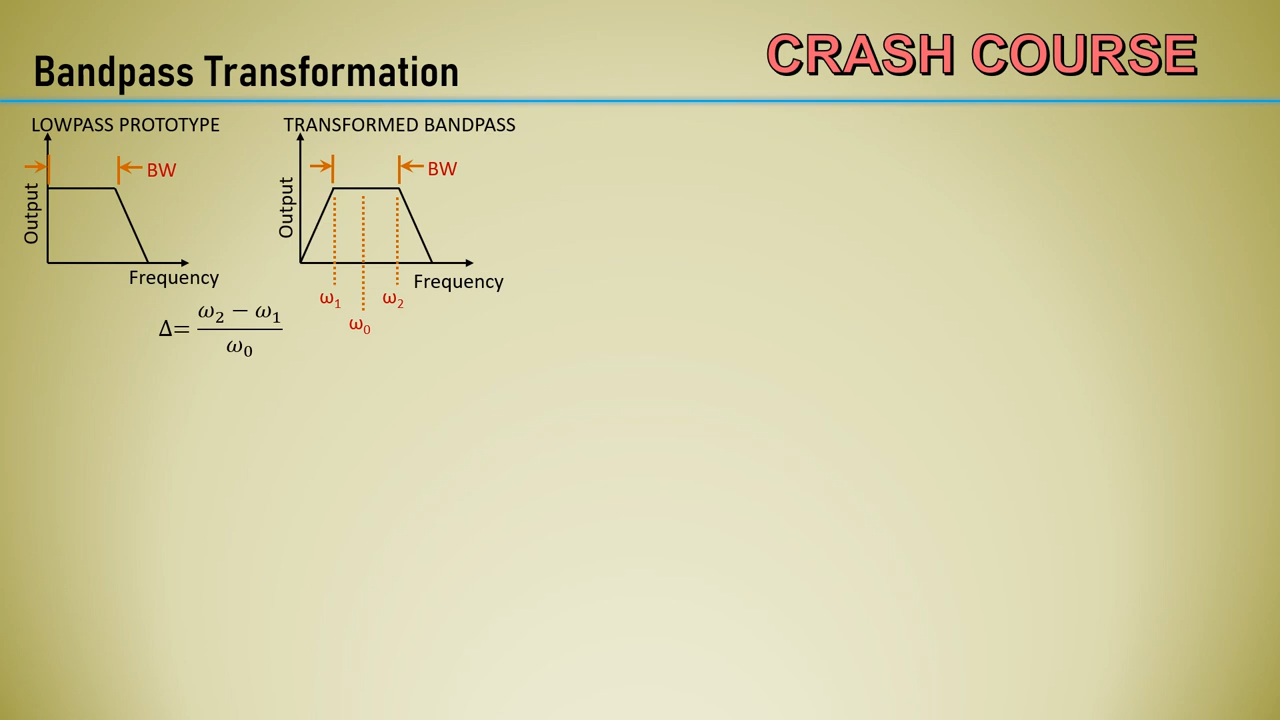 Bandpass Transformation
CRASH COURSE
LOWPASS PROTOTYPE
BW
Output
Frequency
TRANSFORMED BANDPASS
BW
Output
Frequency
ω₁
ω₂
ω₀
Δ= (ω₂ − ω₁) / ω₀